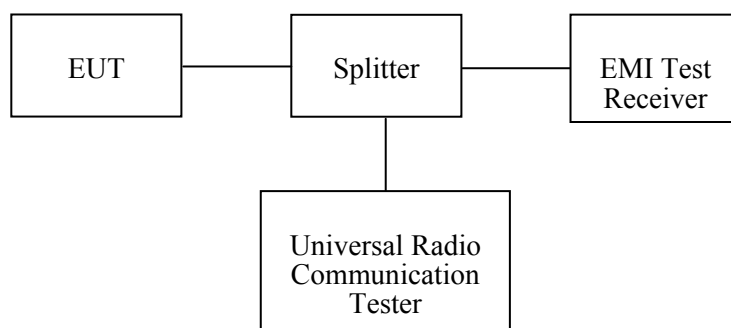 EUT
Splitter
EMI Test
Receiver
Universal Radio
Communication
Tester